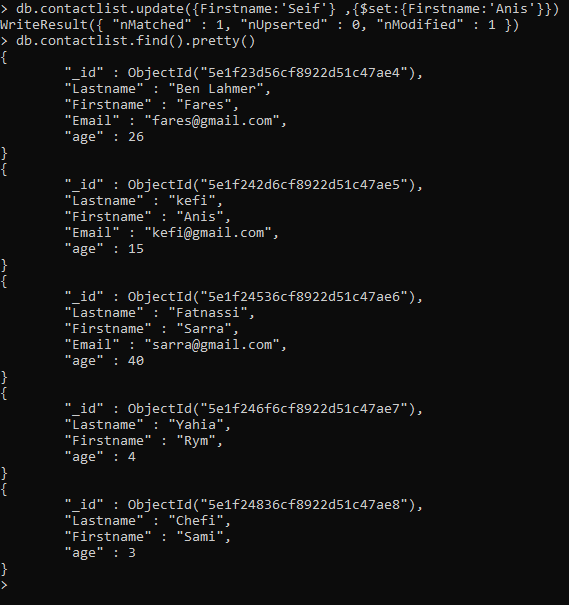 > db.contactlist.update({Firstname:'Seif'} ,{$set:{Firstname:'Anis'}})
WriteResult({ "nMatched" : 1, "nUpserted" : 0, "nModified" : 1 })
> db.contactlist.find().pretty()
{
        "_id" : ObjectId("5e1f23d56cf8922d51c47ae4"),
        "Lastname" : "Ben Lahmer",
        "Firstname" : "Fares",
        "Email" : "fares@gmail.com",
        "age" : 26
}
{
        "_id" : ObjectId("5e1f242d6cf8922d51c47ae5"),
        "Lastname" : "kefi",
        "Firstname" : "Anis",
        "Email" : "kefi@gmail.com",
        "age" : 15
}
{
        "_id" : ObjectId("5e1f24536cf8922d51c47ae6"),
        "Lastname" : "Fatnassi",
        "Firstname" : "Sarra",
        "Email" : "sarra@gmail.com",
        "age" : 40
}
{
        "_id" : ObjectId("5e1f246f6cf8922d51c47ae7"),
        "Lastname" : "Yahia",
        "Firstname" : "Rym",
        "age" : 4
}
{
        "_id" : ObjectId("5e1f24836cf8922d51c47ae8"),
        "Lastname" : "Chefi",
        "Firstname" : "Sami",
        "age" : 3
}
>